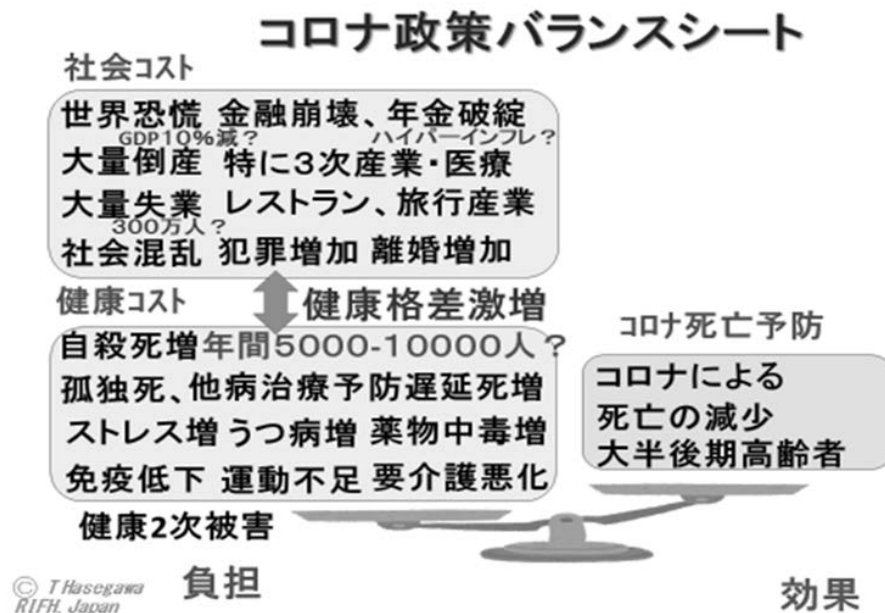 コロナ政策バランスシート
社会コスト
世界恐慌 金融崩壊、年金破綻
GDP10%減? ハイパーインフレ?
大量倒産 特に3次産業・医療
大量失業 レストラン、旅行産業
300万人?
社会混乱 犯罪増加 離婚増加
健康コスト
健康格差激増
自殺死増年間5000-10000人?
孤独死、他病治療予防遅延死増
ストレス増 うつ病増 薬物中毒増
免疫低下 運動不足 要介護悪化
健康2次被害
コロナ死亡予防
コロナによる
死亡の減少
大半後期高齢者
負担
効果
© T Hasegawa
RIFH, Japan